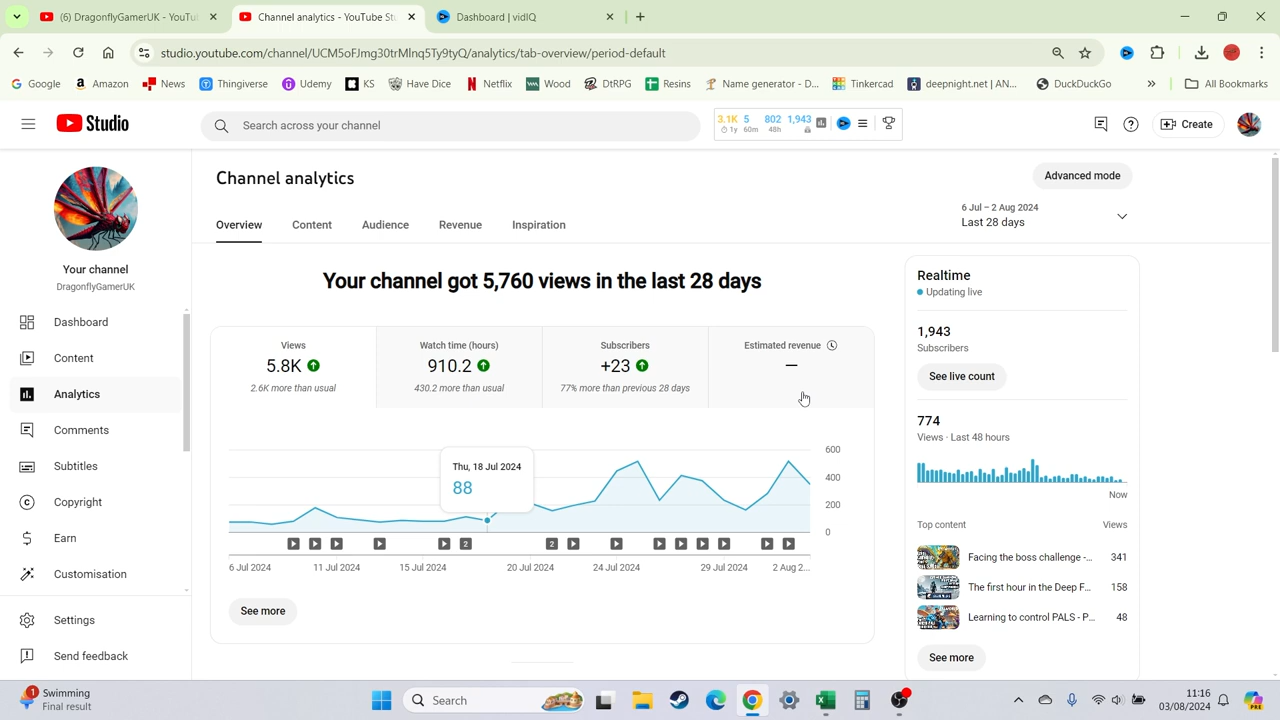 (6) DragonflyGamerUK - YouTub
Channel analytics - YouTube St
Dashboard | vidIQ
studio.youtube.com/channel/UCM5oFJmg30trMlnq5Ty9tyQ/analytics/tab-overview/period-default
Google
Amazon
News
Thingiverse
Udemy
KS
Have Dice
Netflix
Wood
DtRPG
Resins
Name generator - D...
Tinkercad
deepnight.net | AN...
DuckDuckGo
All Bookmarks
Studio
Search across your channel
3.1K 5 802 1,943
1y 60m 48h
Create
Your channel
DragonflyGamerUK
Dashboard
Content
Analytics
Comments
Subtitles
Copyright
Earn
Customisation
Settings
Send feedback
Channel analytics
Advanced mode
Overview
Content
Audience
Revenue
Inspiration
6 Jul – 2 Aug 2024
Last 28 days
Your channel got 5,760 views in the last 28 days
Views
5.8K
2.6K more than usual
Watch time (hours)
910.2
430.2 more than usual
Subscribers
+23
77% more than previous 28 days
Estimated revenue
—
Thu, 18 Jul 2024
88
600
400
200
0
2
2
6 Jul 2024
11 Jul 2024
15 Jul 2024
20 Jul 2024
24 Jul 2024
29 Jul 2024
2 Aug 2...
See more
Realtime
Updating live
1,943
Subscribers
See live count
774
Views · Last 48 hours
Now
Top content Views
Facing the boss challenge -... 341
The first hour in the Deep F... 158
Learning to control PALS - P... 48
See more
1
Swimming
Final result
Search
PRE
11:16
03/08/2024